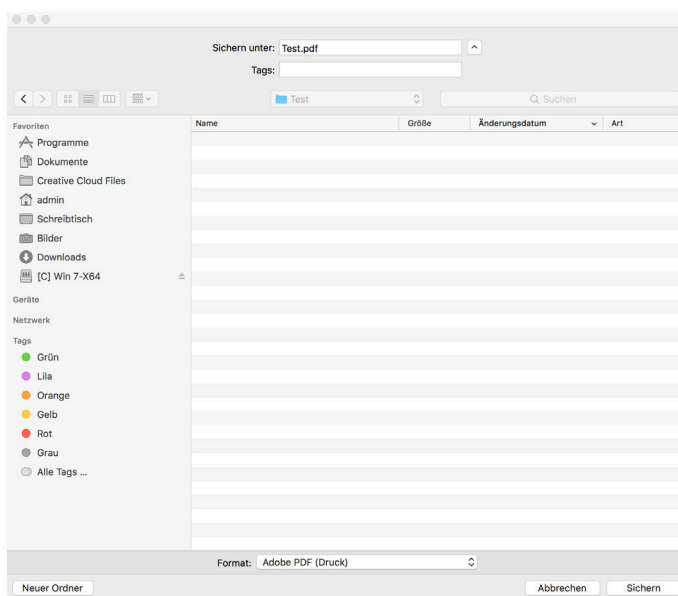 Sichern unter: Test.pdf
Tags:
Test
Suchen
Favoriten
Programme
Dokumente
Creative Cloud Files
admin
Schreibtisch
Bilder
Downloads
[C] Win 7-X64
Geräte
Netzwerk
Tags
Grün
Lila
Orange
Gelb
Rot
Grau
Alle Tags ...
Name Größe Änderungsdatum Art
Format: Adobe PDF (Druck)
Neuer Ordner Abbrechen Sichern